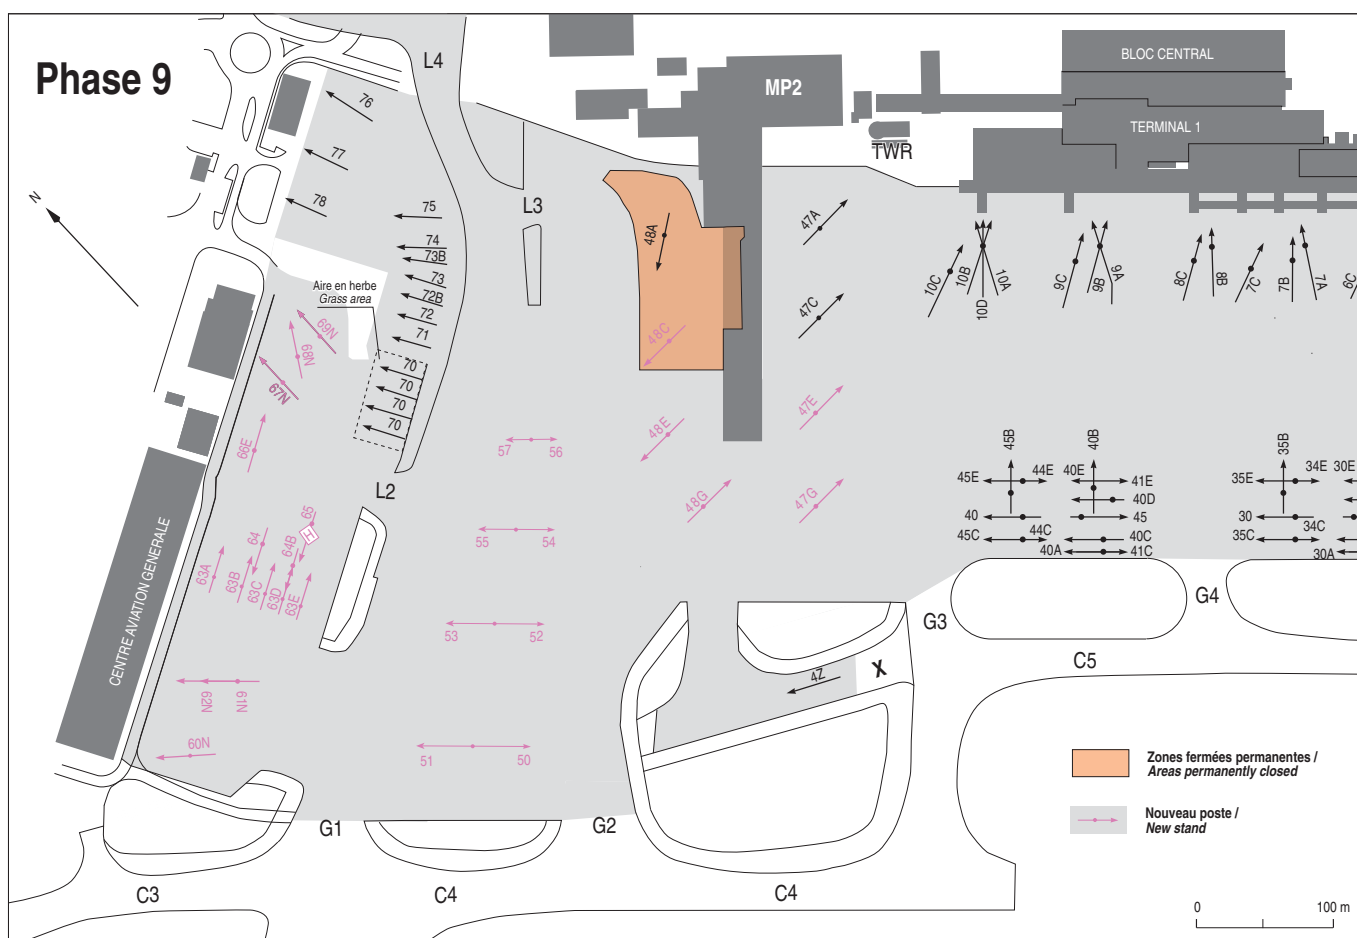 Phase 9
L4
MP2
BLOC CENTRAL
TERMINAL 1
TWR
N
76
77
78
75
74
73B
73
72B
72
71
70
70
70
70
L3
Aire en herbe
Grass area
48A
47A
47C
48C
10C
10B
10D
10A
9C
9B
9A
8C
8B
7C
7B
7A
6C
69N
68N
67N
66E
65
H
64
64B
63A
63B
63C
63D
63E
62N
61N
60N
57
56
55
54
53
52
51
50
48E
47E
48G
47G
L2
CENTRE AVIATION GENERALE
45B
40B
35B
45E
44E
40E
41E
40D
40
45
45C
44C
40C
40A
41C
35E
34E
30E
30
34C
35C
30A
G3
G4
C5
4Z
X
G1
G2
C3
C4
C4
Zones fermées permanentes /
Areas permanently closed
Nouveau poste /
New stand
0
100 m